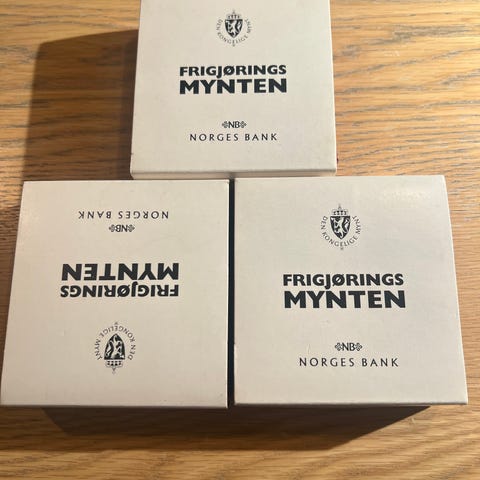 DEN KONGELIGE MYNT
FRIGJØRINGS
MYNTEN
NB
NORGES BANK
NORGES BANK
NB
FRIGJØRINGS
MYNTEN
DEN KONGELIGE MYNT
DEN KONGELIGE MYNT
FRIGJØRINGS
MYNTEN
NB
NORGES BANK